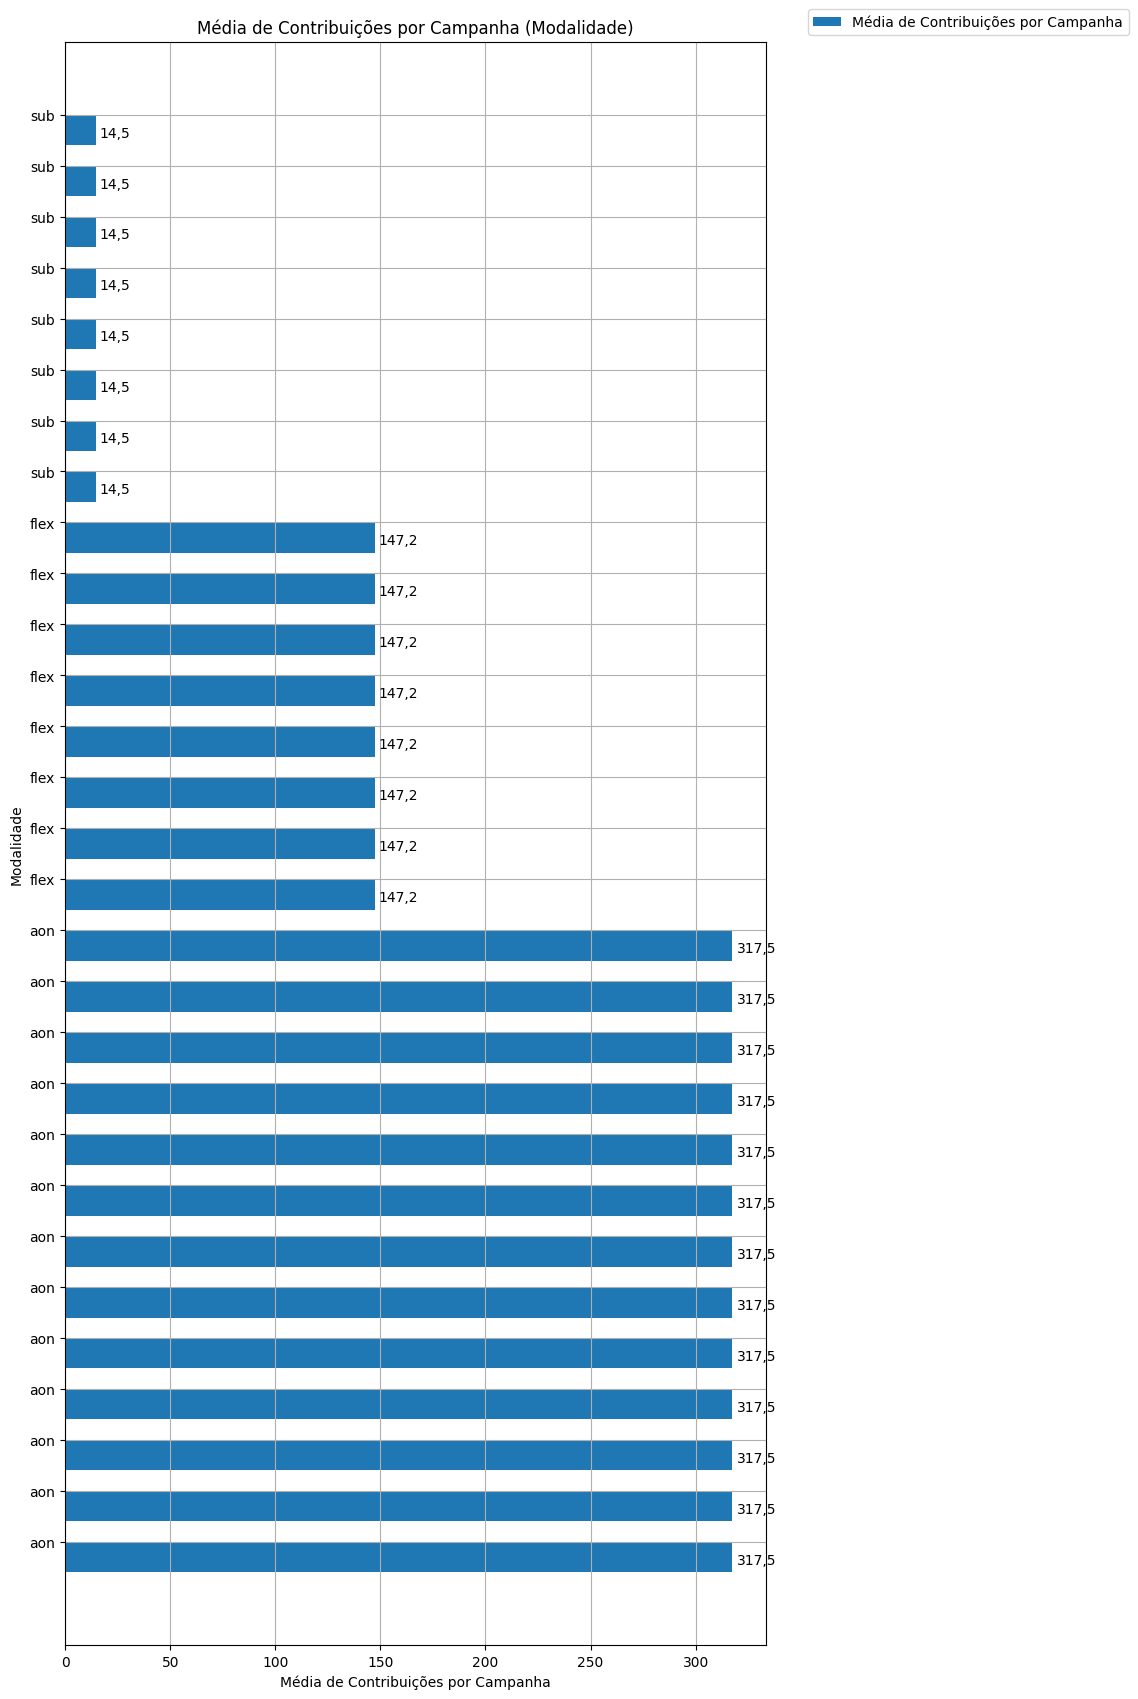 Média de Contribuições por Campanha (Modalidade)
Média de Contribuições por Campanha
sub
14,5
sub
14,5
sub
14,5
sub
14,5
sub
14,5
sub
14,5
sub
14,5
sub
14,5
flex
147,2
flex
147,2
flex
147,2
flex
147,2
flex
147,2
flex
147,2
flex
147,2
flex
147,2
Modalidade
aon
317,5
aon
317,5
aon
317,5
aon
317,5
aon
317,5
aon
317,5
aon
317,5
aon
317,5
aon
317,5
aon
317,5
aon
317,5
aon
317,5
aon
317,5
0 50 100 150 200 250 300
Média de Contribuições por Campanha